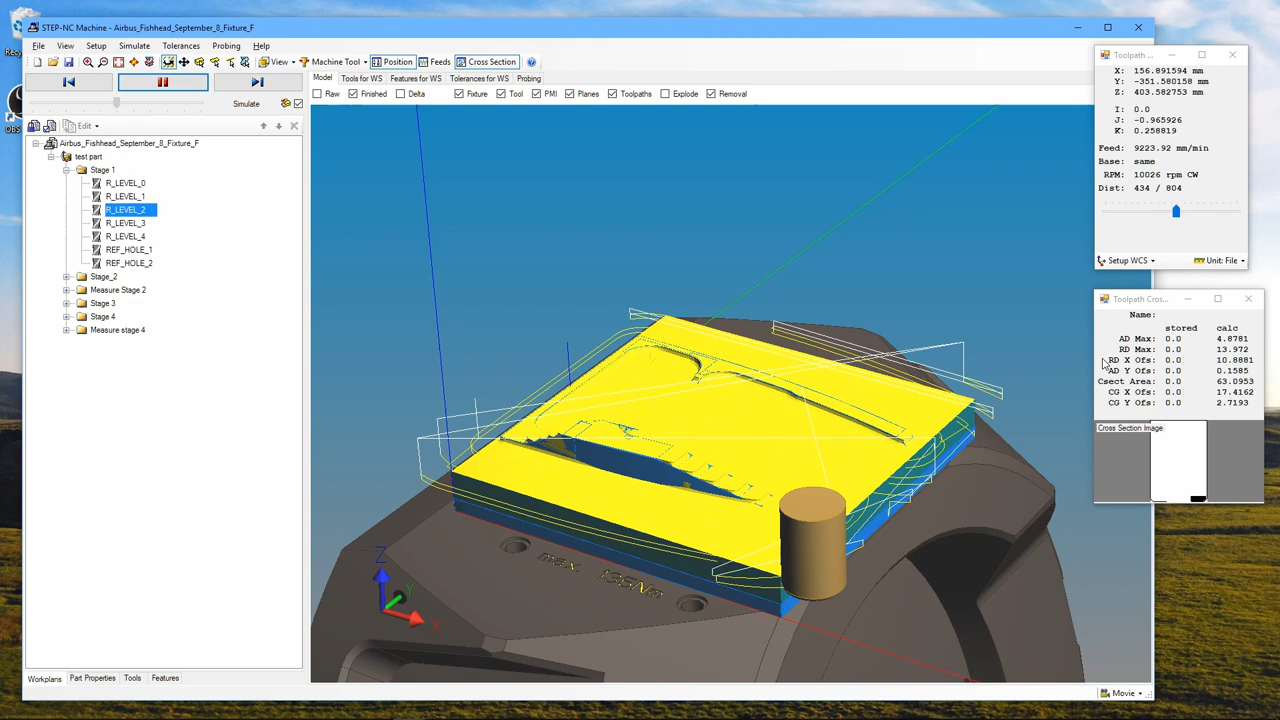 STEP-NC Machine - Airbus_Fishhead_September_8_Fixture_F
File View Setup Simulate Tolerances Probing Help
View Machine Tool Position Feeds Cross Section
Simulate
Edit
Airbus_Fishhead_September_8_Fixture_F
test part
Stage 1
R_LEVEL_0
R_LEVEL_1
R_LEVEL_2
R_LEVEL_3
R_LEVEL_4
REF_HOLE_1
REF_HOLE_2
Stage_2
Measure Stage 2
Stage 3
Stage 4
Measure stage 4
Workplans Part Properties Tools Features
Model Tools for WS Features for WS Tolerances for WS Probing
Raw Finished Delta Fixture Tool PMI Planes Toolpaths Explode Removal
max. 135Nm
Z
Y
X
Movie
Toolpath ...
X: 156.891594 mm
Y: -351.580158 mm
Z: 403.582753 mm
I: 0.0
J: -0.965926
K: 0.258819
Feed: 9223.92 mm/min
Base: same
RPM: 10026 rpm CW
Dist: 434 / 804
Setup WCS Unit: File
Toolpath Cros...
Name:
stored calc
AD Max: 0.0 4.8781
RD Max: 0.0 13.972
RD X Ofs: 0.0 10.8881
AD Y Ofs: 0.0 0.1585
Csect Area: 0.0 63.0953
CG X Ofs: 0.0 17.4162
CG Y Ofs: 0.0 2.7193
Cross Section Image